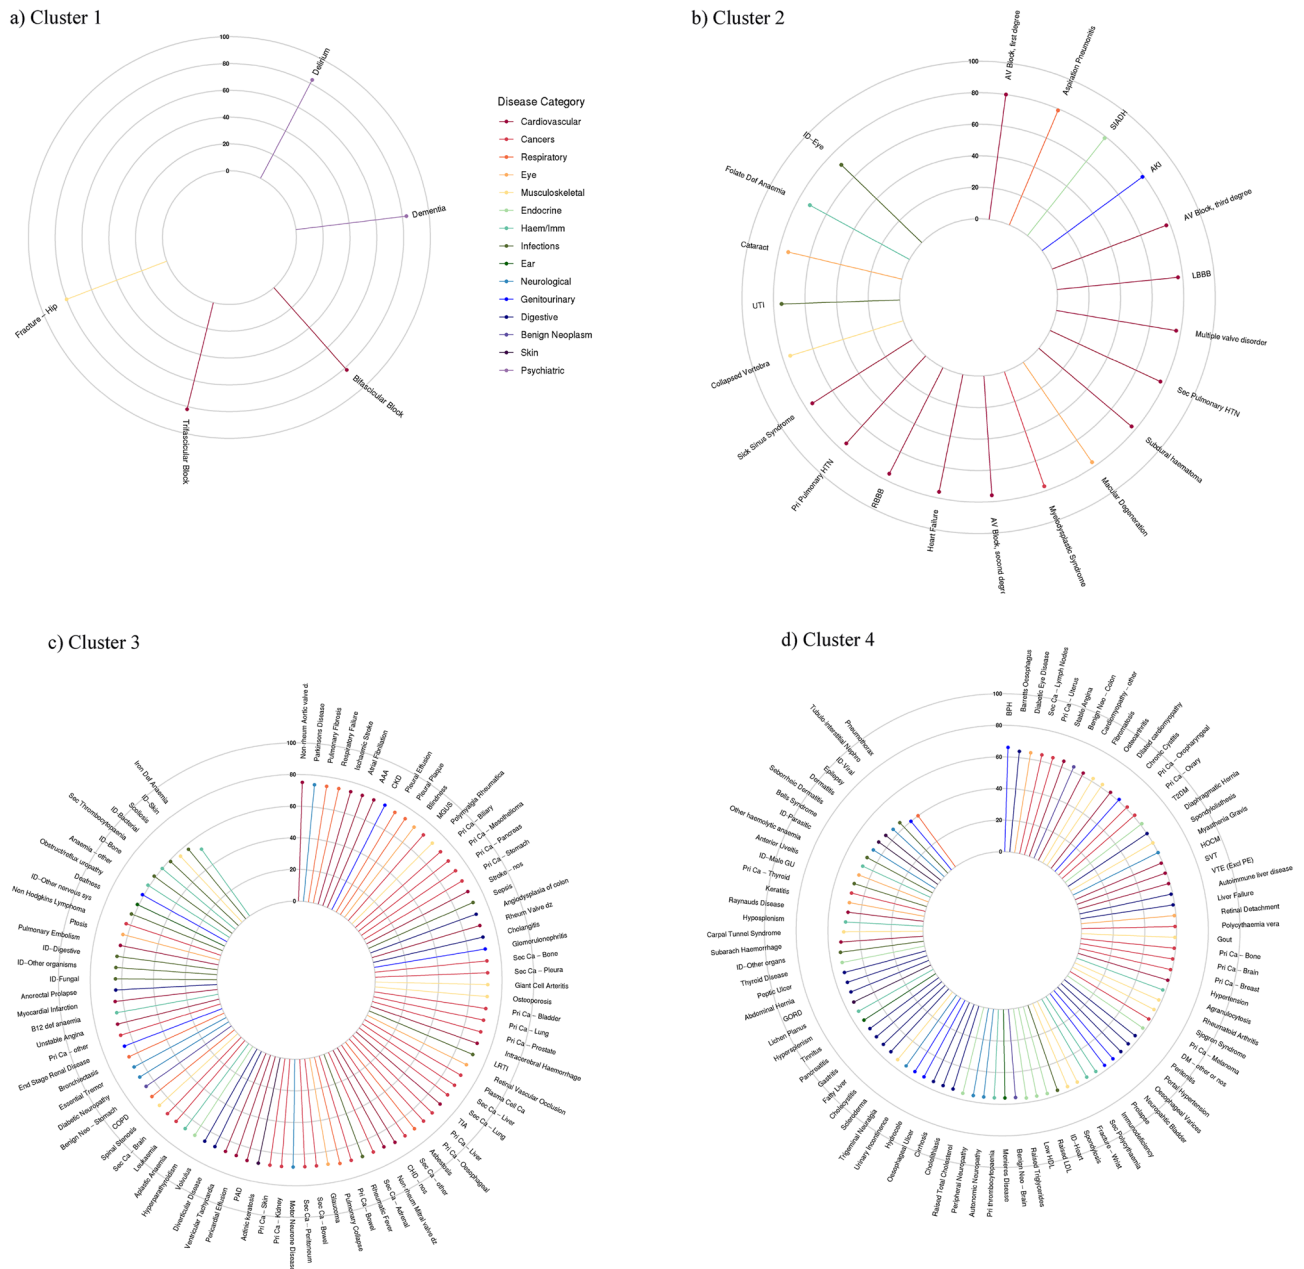 a) Cluster 1
100
80
60
40
20
0
Delirium
Dementia
Bifascicular Block
Trifascicular Block
Fracture – Hip
Disease Category
Cardiovascular
Cancers
Respiratory
Eye
Musculoskeletal
Endocrine
Haem/Imm
Infections
Ear
Neurological
Genitourinary
Digestive
Benign Neoplasm
Skin
Psychiatric
b) Cluster 2
100
80
60
40
20
0
AV Block, first degree
Aspiration Pneumonitis
SIADH
AKI
AV Block, third degree
LBBB
Multiple valve disorder
Sec Pulmonary HTN
Subdural haematoma
Macular Degeneration
Myelodysplastic Syndrome
AV Block, second degr
Heart Failure
RBBB
Pri Pulmonary HTN
Sick Sinus Syndrome
Collapsed Vertebra
UTI
Cataract
Folate Def Anaemia
ID–Eye
c) Cluster 3
100
80
60
40
20
0
Non-rheum Aortic valve d.
Parkinsons Disease
Pulmonary Fibrosis
Respiratory Failure
Ischaemic Stroke
Atrial Fibrillation
AAA
CKD
Pleural Effusion
Pleural Plaque
Blindness
MGUS
Polymyalgia Rheumatica
Pri Ca – Biliary
Pri Ca – Mesothelioma
Pri Ca – Pancreas
Pri Ca – Stomach
Stroke – nos
Sepsis
Angiodysplasia of colon
Rheum Valve dz
Cholangitis
Glomerulonephritis
Sec Ca – Bone
Sec Ca – Pleura
Giant Cell Arteritis
Osteoporosis
Pri Ca – Bladder
Pri Ca – Lung
Pri Ca – Prostate
Intracerebral Haemorrhage
LRTI
Retinal Vascular Occlusion
Plasma Cell Ca
Sec Ca – Liver
Sec Ca – Lung
TIA
Pri Ca – Liver
Pri Ca – Oesophageal
Asbestosis
Sec Ca – other
CHD – nos
Non-rheum Mitral valve dz
Sec Ca – Adrenal
Rheumatic Fever
Pri Ca – Bowel
Pulmonary Collapse
Glaucoma
Sec Ca – Bowel
Sec Ca – Peritoneum
Motor Neurone Disease
Pri Ca – Kidney
Pri Ca – Skin
Actinic keratosis
PAD
Pericardial Effusion
Ventricular Tachycardia
Diverticular Disease
Volvulus
Hyperparathyroidism
Aplastic Anaemia
Leukaemia
Sec Ca – Brain
COPD
Spinal Stenosis
Benign Neo – Stomach
Diabetic Neuropathy
Essential Tremor
Bronchiectasis
End Stage Renal Disease
Pri Ca – other
Unstable Angina
B12 def anaemia
Myocardial Infarction
Anorectal Prolapse
ID–Fungal
ID–Other organisms
ID–Digestive
Pulmonary Embolism
Ptosis
Non Hodgkins Lymphoma
ID–Other nervous sys
Deafness
Obstruct/reflux uropathy
Anaemia – other
ID–Bone
Sec Thrombocytopaenia
ID Bacterial
Scoliosis
ID–Skin
Iron Def Anaemia
d) Cluster 4
100
80
60
40
20
0
BPH
Barretts Oesophagus
Diabetic Eye Disease
Sec Ca – Lymph Nodes
Pri Ca – Uterus
Stable Angina
Benign Neo – Colon
Cardiomyopathy – other
Fibromatosis
Osteoarthritis
Dilated cardiomyopathy
Chronic Cystitis
Pri Ca – Oropharyngeal
Pri Ca – Ovary
T2DM
Diaphragmatic Hernia
Spondylolisthesis
Myasthenia Gravis
HOCM
SVT
VTE (Excl PE)
Autoimmune liver disease
Liver Failure
Retinal Detachment
Polycythaemia vera
Gout
Pri Ca – Bone
Pri Ca – Brain
Pri Ca – Breast
Hypertension
Agranulocytosis
Rheumatoid Arthritis
Sjogren Syndrome
Pri Ca – Melanoma
DM – other or nos
Peritonitis
Portal Hypertension
Oesophageal Varices
Neuropathic Bladder
Immunodeficiency
Prolapse
Sec Polycythaemia
Fracture – Wrist
Spondylosis
ID–Heart
Raised LDL
Low HDL
Raised Triglycerides
Benign Neo – Brain
Menieres Disease
Pri thrombocytopaenia
Autonomic Neuropathy
Peripheral Neuropathy
Raised Total Cholesterol
Cholelithiasis
Cirrhosis
Oesophageal Ulcer
Hydrocele
Urinary Incontinence
Trigeminal Neuralgia
Scleroderma
Cholecystitis
Fatty Liver
Gastritis
Pancreatitis
Tinnitus
Hypersplenism
Lichen Planus
GORD
Abdominal Hernia
Peptic Ulcer
Thyroid Disease
ID–Other organs
Subarach Haemorrhage
Carpal Tunnel Syndrome
Hyposplenism
Raynauds Disease
Keratitis
Pri Ca – Thyroid
ID–Male GU
Anterior Uveitis
Other haemolytic anaemia
ID–Parasitic
Bells Syndrome
Seborrheic Dermatitis
Dermatitis
Epilepsy
ID–Viral
Tubulo interstitial Nephro
Pneumothorax